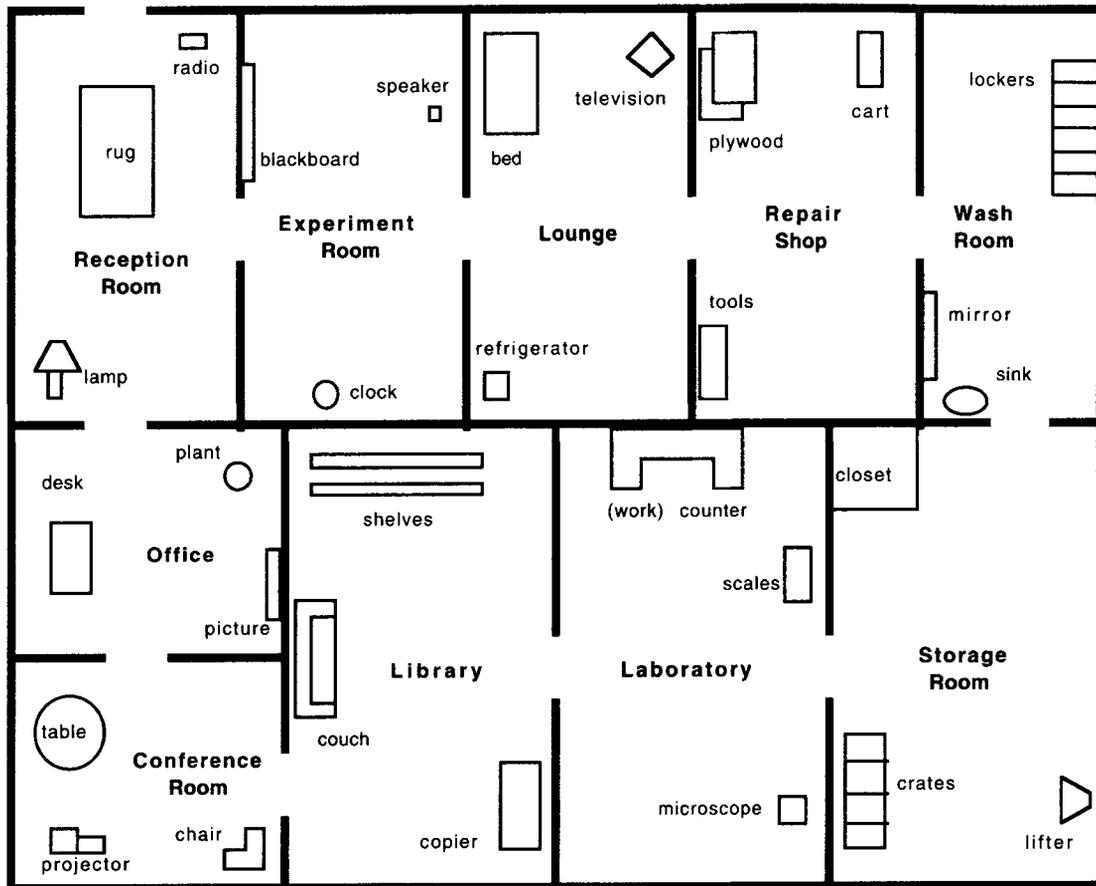 radio
rug
Reception
Room
lamp
speaker
blackboard
Experiment
Room
clock
television
bed
Lounge
refrigerator
plywood
cart
Repair
Shop
tools
lockers
Wash
Room
mirror
sink
plant
desk
Office
picture
table
Conference
Room
chair
projector
shelves
Library
couch
copier
(work) counter
scales
Laboratory
microscope
closet
Storage
Room
crates
lifter